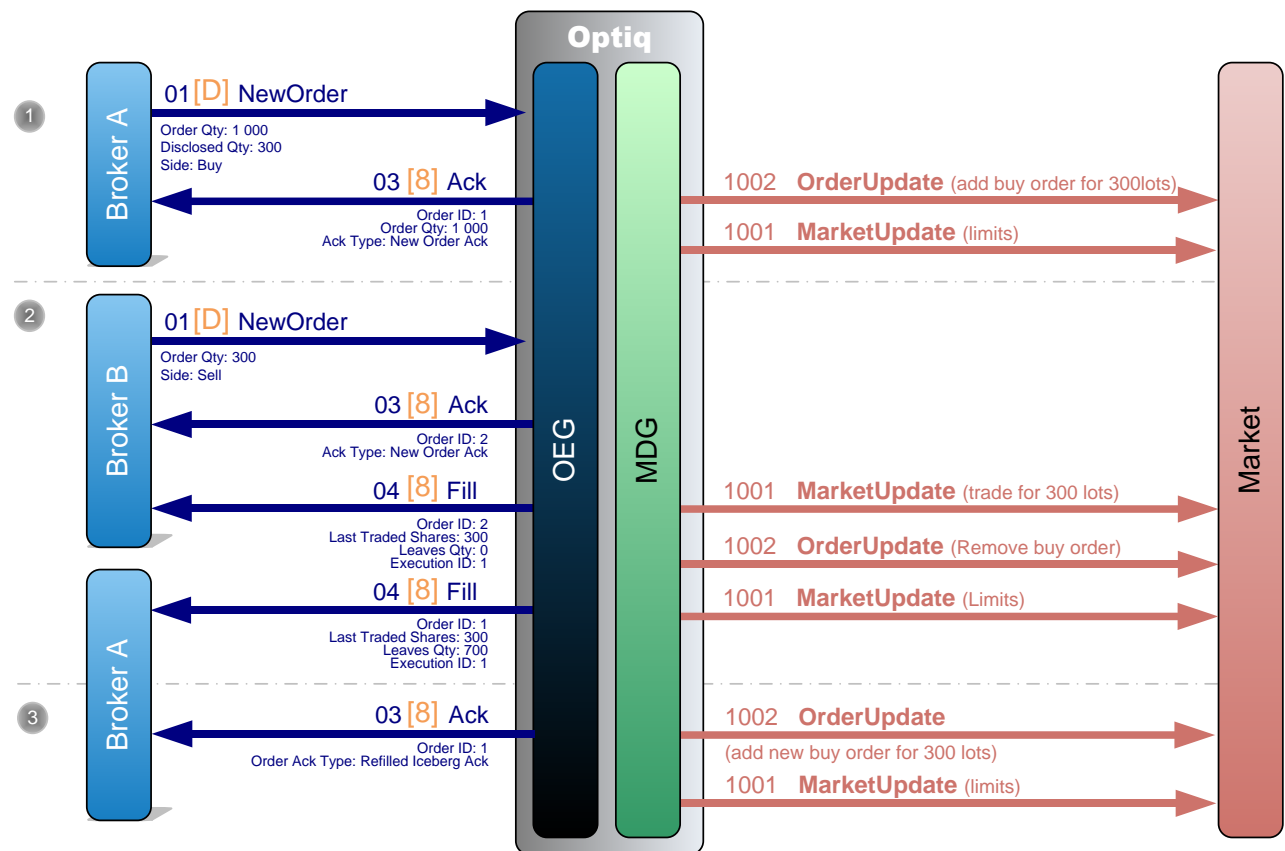 Optiq
1
Broker A
01 [D] NewOrder
Order Qty: 1 000
Disclosed Qty: 300
Side: Buy
03 [8] Ack
Order ID: 1
Order Qty: 1 000
Ack Type: New Order Ack
OEG
MDG
1002 OrderUpdate (add buy order for 300lots)
1001 MarketUpdate (limits)
Market
2
Broker B
01 [D] NewOrder
Order Qty: 300
Side: Sell
03 [8] Ack
Order ID: 2
Ack Type: New Order Ack
04 [8] Fill
Order ID: 2
Last Traded Shares: 300
Leaves Qty: 0
Execution ID: 1
1001 MarketUpdate (trade for 300 lots)
1002 OrderUpdate (Remove buy order)
Broker A
04 [8] Fill
Order ID: 1
Last Traded Shares: 300
Leaves Qty: 700
Execution ID: 1
1001 MarketUpdate (Limits)
3
03 [8] Ack
Order ID: 1
Order Ack Type: Refilled Iceberg Ack
1002 OrderUpdate
(add new buy order for 300 lots)
1001 MarketUpdate (limits)